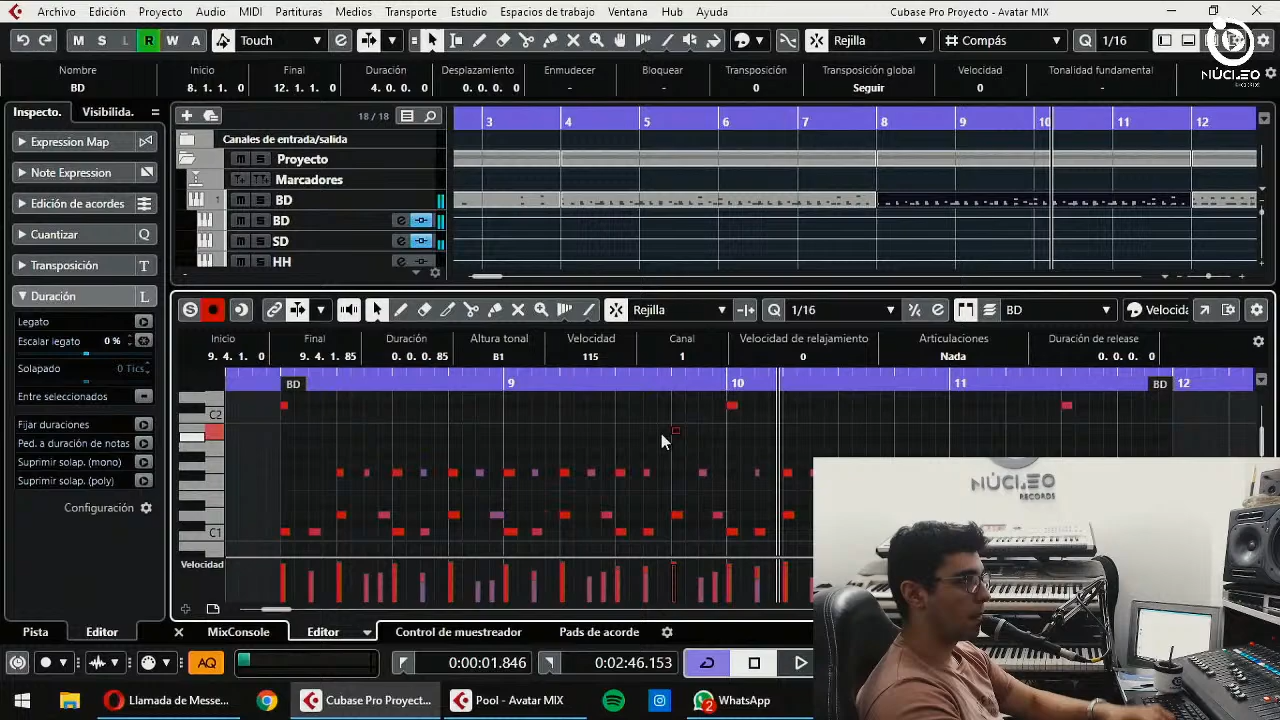 Archivo Edición Proyecto Audio MIDI Partituras Medios Transporte Estudio Espacios de trabajo Ventana Hub Ayuda Cubase Pro Proyecto - Avatar MIX
M S L R W A Touch Rejilla Compás Q 1/16
NÚCLEO
RECORDS
Nombre Inicio Final Duración Desplazamiento Enmudecer Bloquear Transposición Transposición global Velocidad Tonalidad fundamental
BD 8. 1. 1. 0 12. 1. 1. 0 4. 0. 0. 0 0. 0. 0. 0 - - 0 Seguir 0 -
Inspecto. Visibilida. 18 / 18 3 4 5 6 7 8 9 10 11 12
Expression Map
Canales de entrada/salida
Note Expression
m S Proyecto
Marcadores
Edición de acordes
1 m S BD
Cuantizar Q
m S BD e
m S SD e
Transposición T
m S HH e
Duración L
S Rejilla Q 1/16 BD Velocida
Legato
Escalar legato 0 %
Solapado 0 Tics
Entre seleccionados
Fijar duraciones
Ped. a duración de notas
Suprimir solap. (mono)
Suprimir solap. (poly)
Configuración
Inicio Final Duración Altura tonal Velocidad Canal Velocidad de relajamiento Articulaciones Duración de release
9. 4. 1. 0 9. 4. 1. 85 0. 0. 0. 85 B1 115 1 0 Nada 0. 0. 0. 0
BD 9 10 11 BD 12
C2
C1
Velocidad
NÚCLEO
RECORDS
Pista Editor MixConsole Editor Control de muestreador Pads de acorde
AQ 0:00:01.846 0:02:46.153
Llamada de Messe... Cubase Pro Proyect... Pool - Avatar MIX 2 WhatsApp